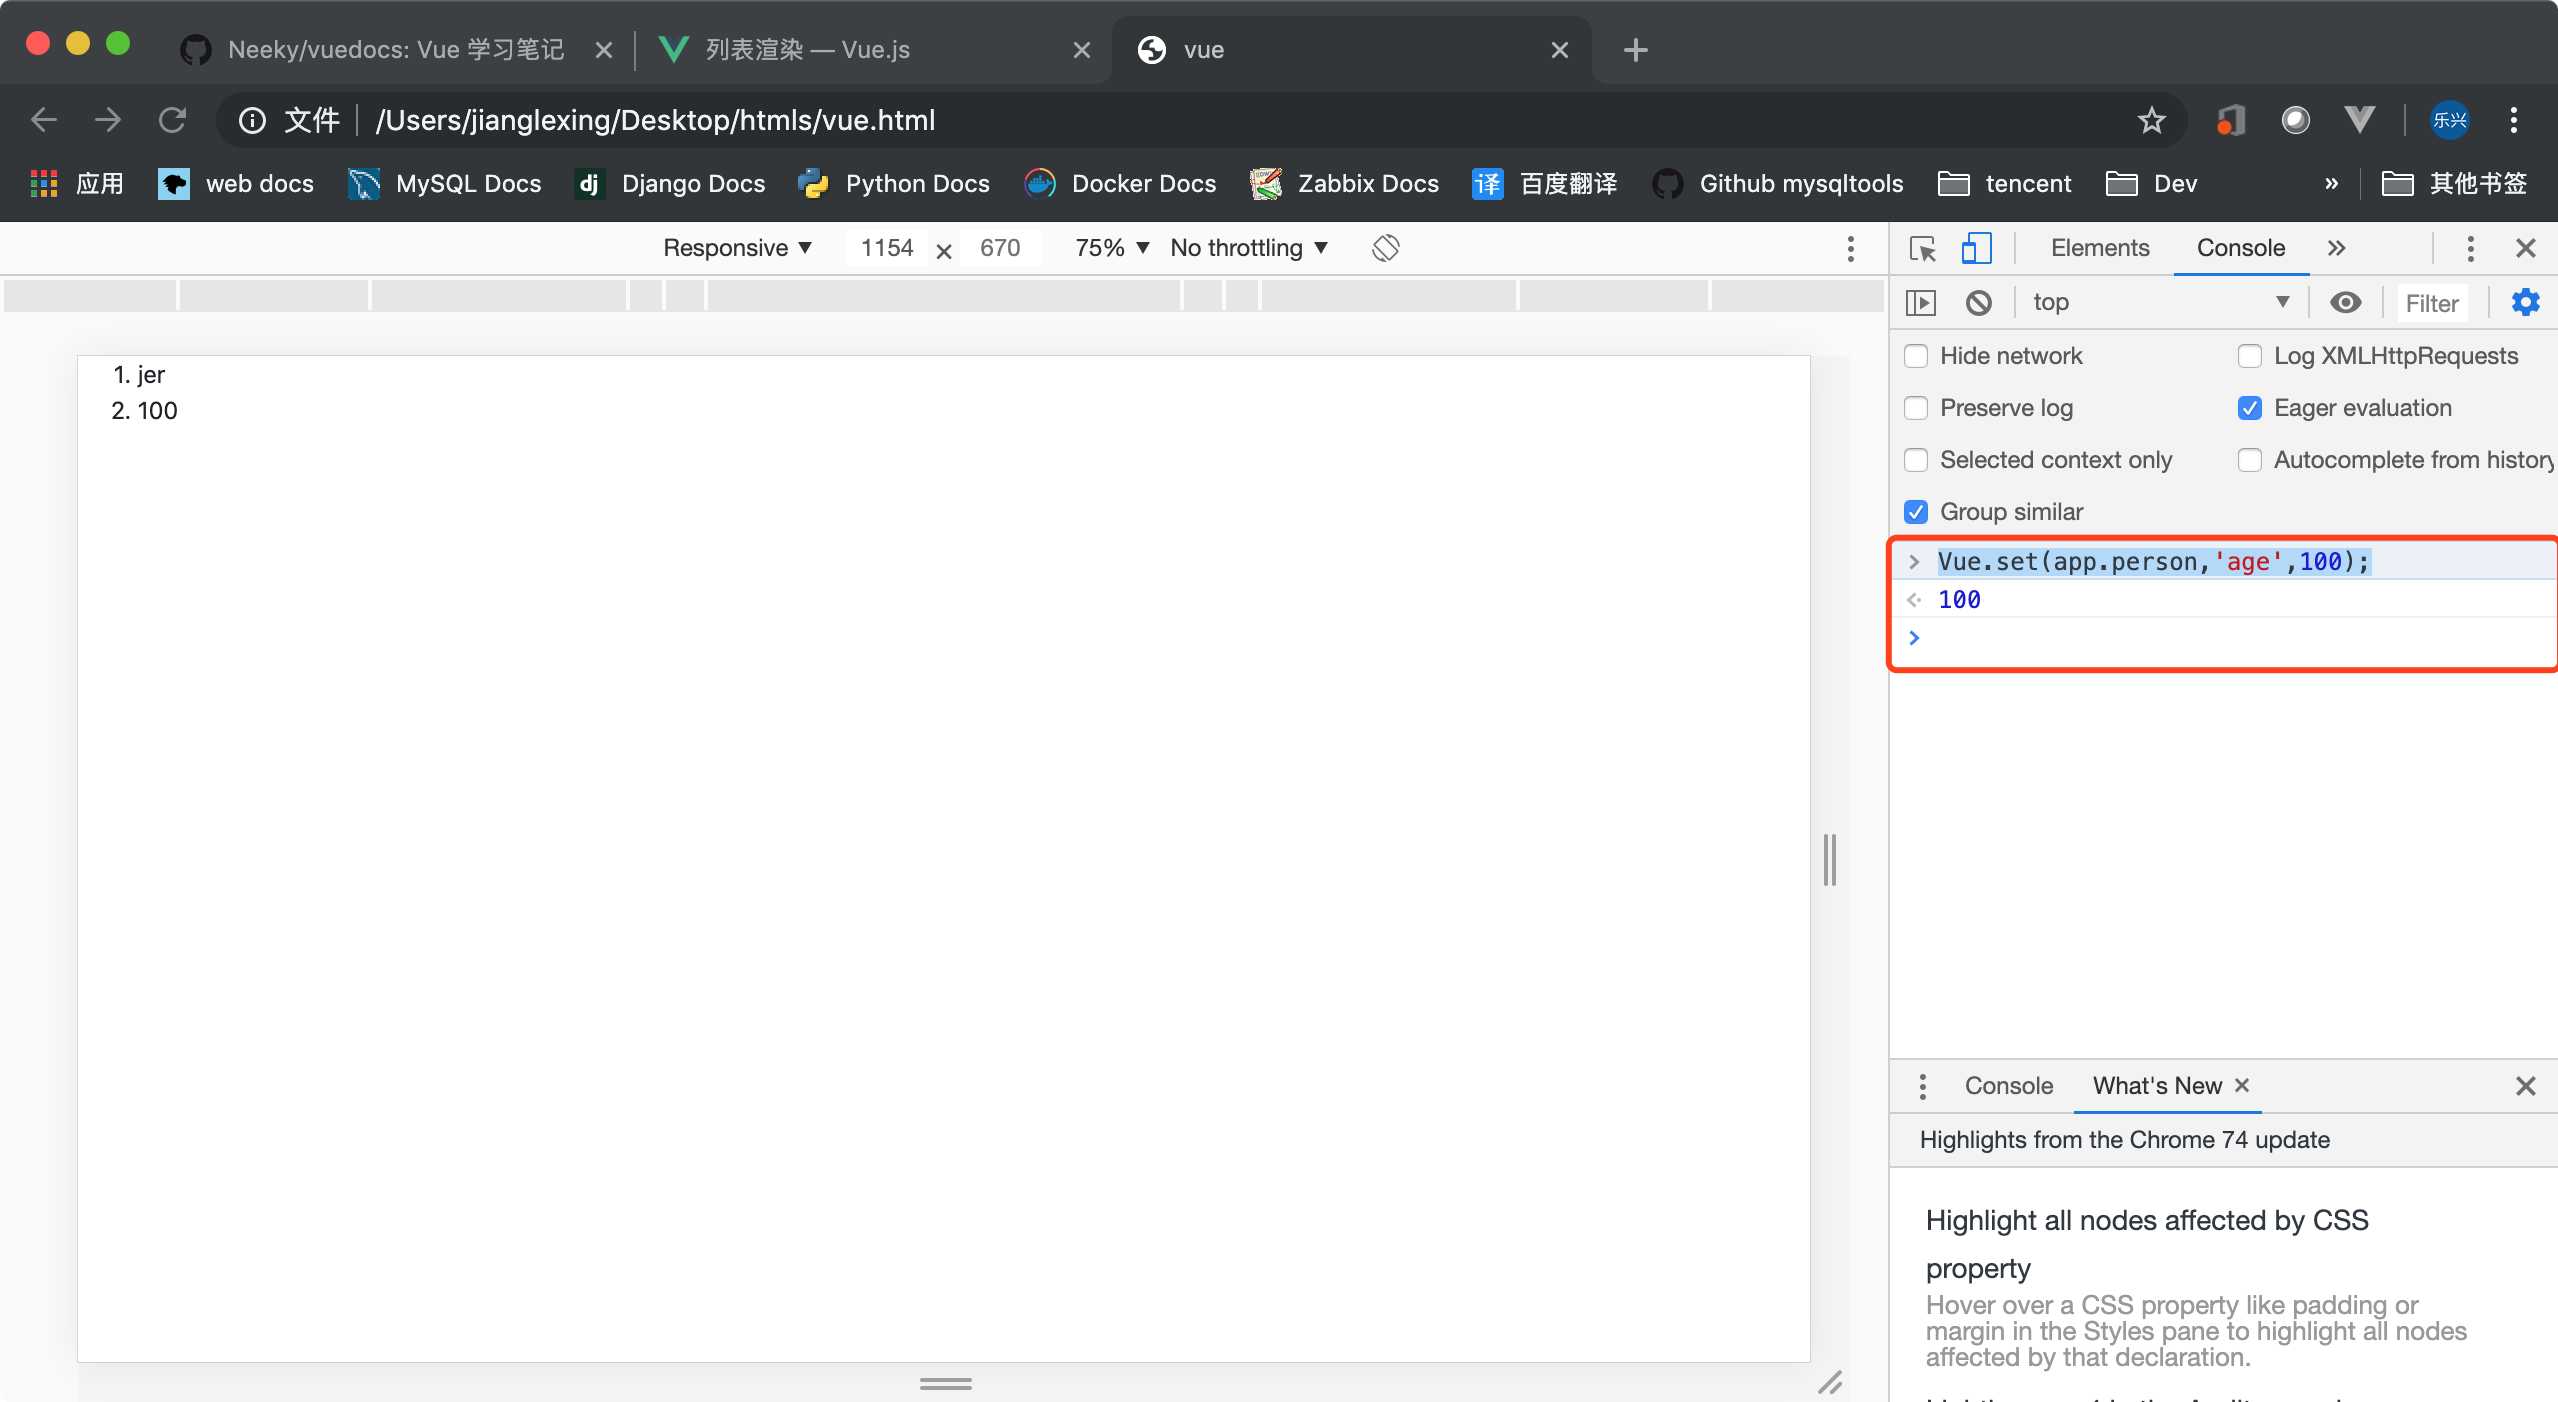 Neeky/vuedocs: Vue 学习笔记
列表渲染 — Vue.js
vue
文件 /Users/jianglexing/Desktop/htmls/vue.html
乐兴
应用 web docs MySQL Docs dj Django Docs Python Docs Docker Docs Zabbix Docs 译 百度翻译 Github mysqltools tencent Dev » 其他书签
Responsive 1154 × 670 75% No throttling
Elements Console
top Filter
Hide network Log XMLHttpRequests
Preserve log Eager evaluation
Selected context only Autocomplete from history
Group similar
1. jer
2. 100
> Vue.set(app.person,'age',100);
100
>
Console What's New
Highlights from the Chrome 74 update
Highlight all nodes affected by CSS
property
Hover over a CSS property like padding or
margin in the Styles pane to highlight all nodes
affected by that declaration.